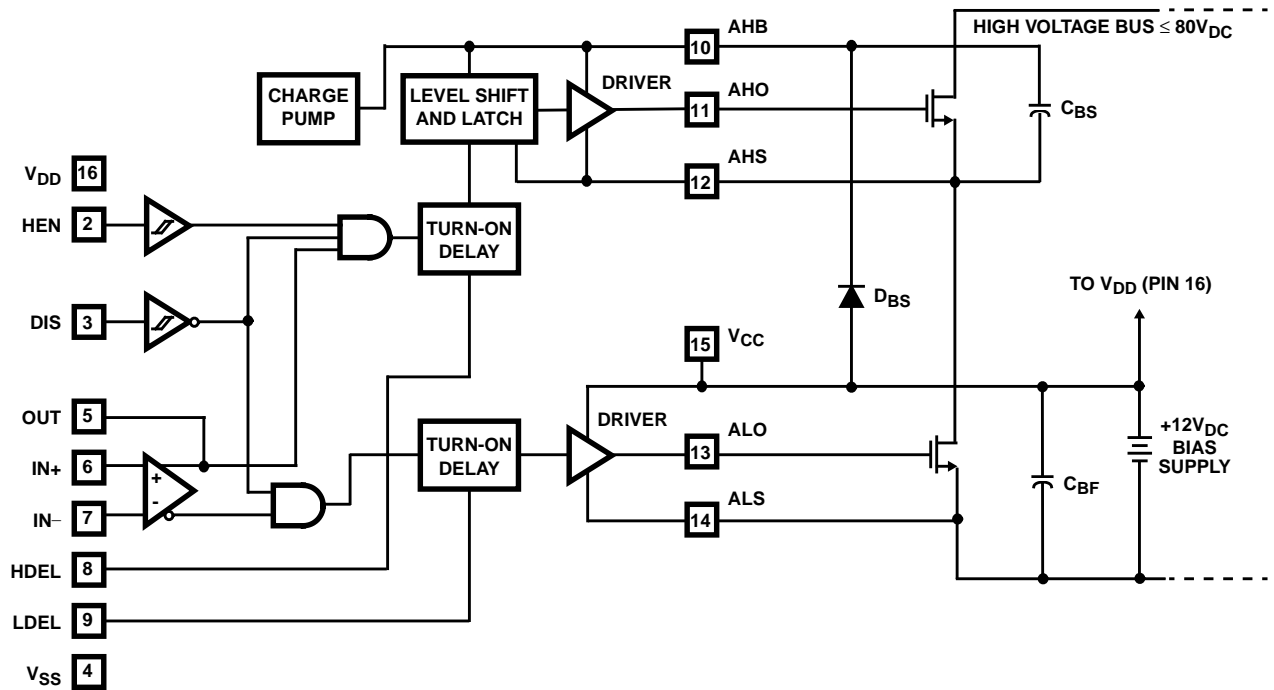 AHB
10
HIGH VOLTAGE BUS ≤ 80VDC
CHARGE
PUMP
LEVEL SHIFT
AND LATCH
DRIVER
AHO
11
CBS
AHS
12
VDD 16
HEN 2
TURN-ON
DELAY
DIS 3
DBS
TO VDD (PIN 16)
VCC
15
OUT 5
IN+ 6
+
-
IN– 7
TURN-ON
DELAY
DRIVER
ALO
13
ALS
14
CBF
+12VDC
BIAS
SUPPLY
HDEL 8
LDEL 9
VSS 4